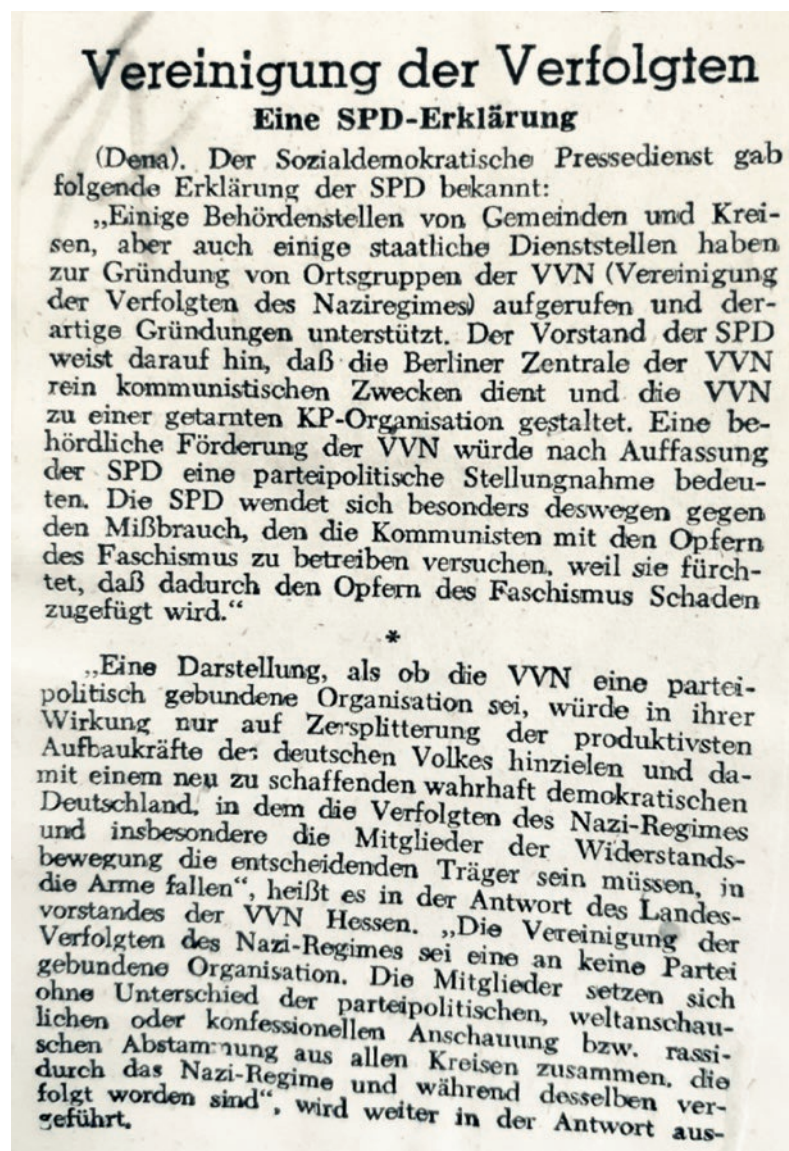 Vereinigung der Verfolgten
Eine SPD-Erklärung
(Dena). Der Sozialdemokratische Pressedienst gab
folgende Erklärung der SPD bekannt:
„Einige Behördenstellen von Gemeinden und Krei-
sen, aber auch einige staatliche Dienststellen haben
zur Gründung von Ortsgruppen der VVN (Vereinigung
der Verfolgten des Naziregimes) aufgerufen und der-
artige Gründungen unterstützt. Der Vorstand der SPD
weist darauf hin, daß die Berliner Zentrale der VVN
rein kommunistischen Zwecken dient und die VVN
zu einer getarnten KP-Organisation gestaltet. Eine be-
hördliche Förderung der VVN würde nach Auffassung
der SPD eine parteipolitische Stellungnahme bedeu-
ten. Die SPD wendet sich besonders deswegen gegen
den Mißbrauch, den die Kommunisten mit den Opfern
des Faschismus zu betreiben versuchen, weil sie fürch-
tet, daß dadurch den Opfern des Faschismus Schaden
zugefügt wird.“
*
„Eine Darstellung, als ob die VVN eine partei-
politisch gebundene Organisation sei, würde in ihrer
Wirkung nur auf Zersplitterung der produktivsten
Aufbaukräfte des deutschen Volkes hinzielen und da-
mit einem neu zu schaffenden wahrhaft demokratischen
Deutschland, in dem die Verfolgten des Nazi-Regimes
und insbesondere die Mitglieder der Widerstands-
bewegung die entscheidenden Träger sein müssen, in
die Arme fallen“, heißt es in der Antwort des Landes-
vorstandes der VVN Hessen. „Die Vereinigung der
Verfolgten des Nazi-Regimes sei eine an keine Partei
gebundene Organisation. Die Mitglieder setzen sich
ohne Unterschied der parteipolitischen, weltanschau-
lichen oder konfessionellen Anschauung bzw. rassi-
schen Abstammung aus allen Kreisen zusammen, die
durch das Nazi-Regime und während desselben ver-
folgt worden sind“, wird weiter in der Antwort aus-
geführt.